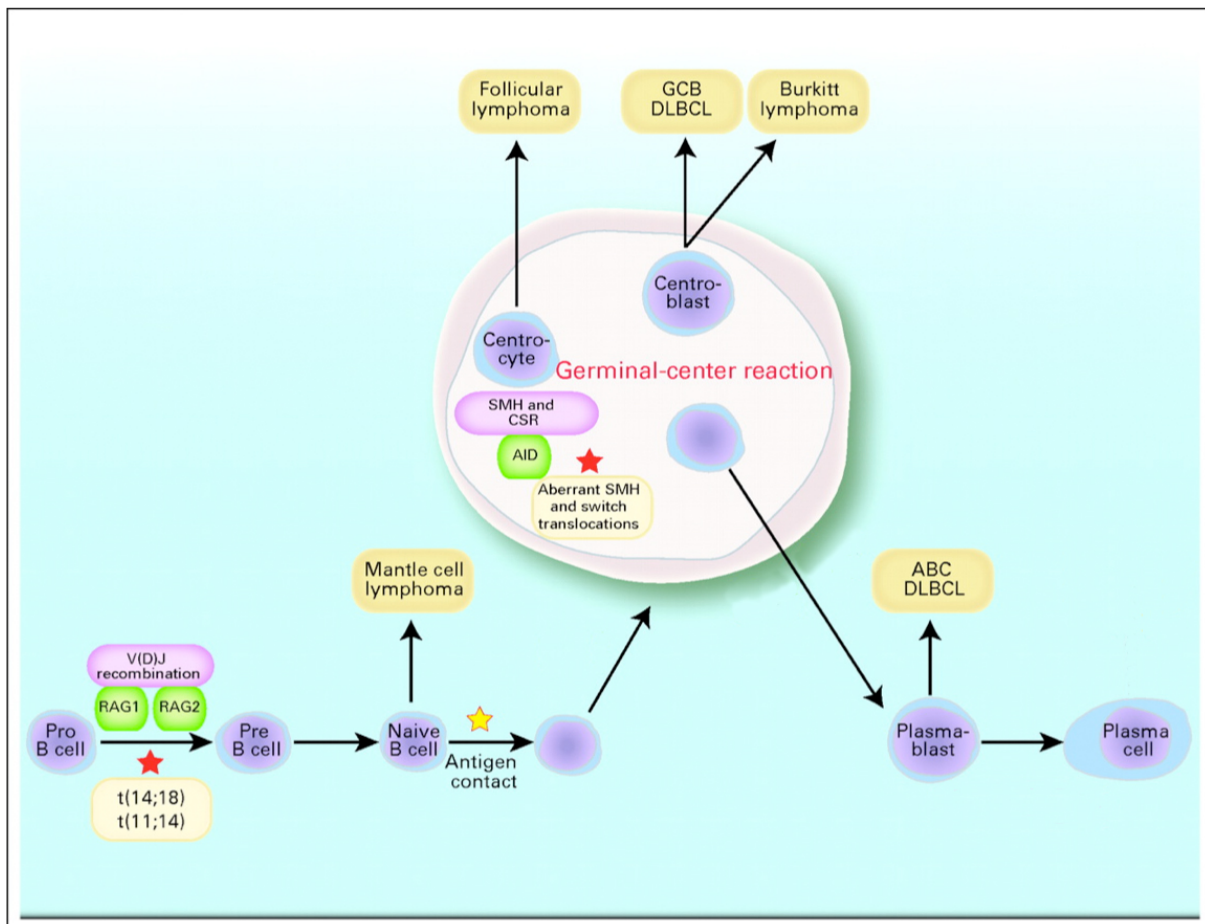 Follicular
lymphoma
GCB
DLBCL
Burkitt
lymphoma
Centro-
blast
Centro-
cyte
Germinal-center reaction
SMH and
CSR
AID
Aberrant SMH
and switch
translocations
Mantle cell
lymphoma
ABC
DLBCL
V(D)J
recombination
RAG1
RAG2
Pro
B cell
Pre
B cell
Naive
B cell
Antigen
contact
Plasma-
blast
Plasma
cell
t(14;18)
t(11;14)